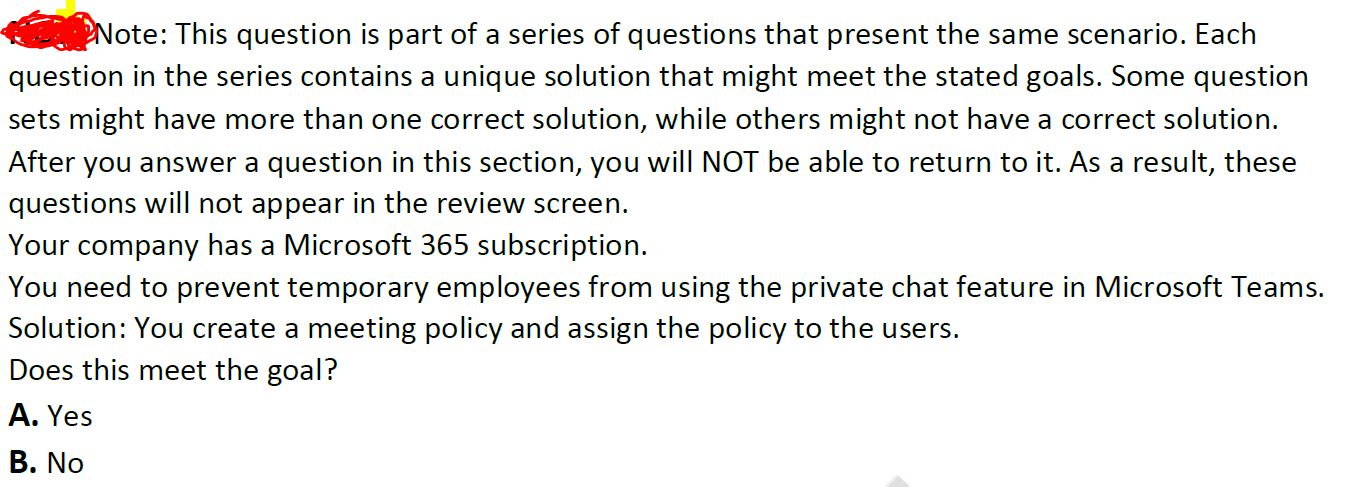 Note: This question is part of a series of questions that present the same scenario. Each
question in the series contains a unique solution that might meet the stated goals. Some question
sets might have more than one correct solution, while others might not have a correct solution.
After you answer a question in this section, you will NOT be able to return to it. As a result, these
questions will not appear in the review screen.
Your company has a Microsoft 365 subscription.
You need to prevent temporary employees from using the private chat feature in Microsoft Teams.
Solution: You create a meeting policy and assign the policy to the users.
Does this meet the goal?
A. Yes
B. No